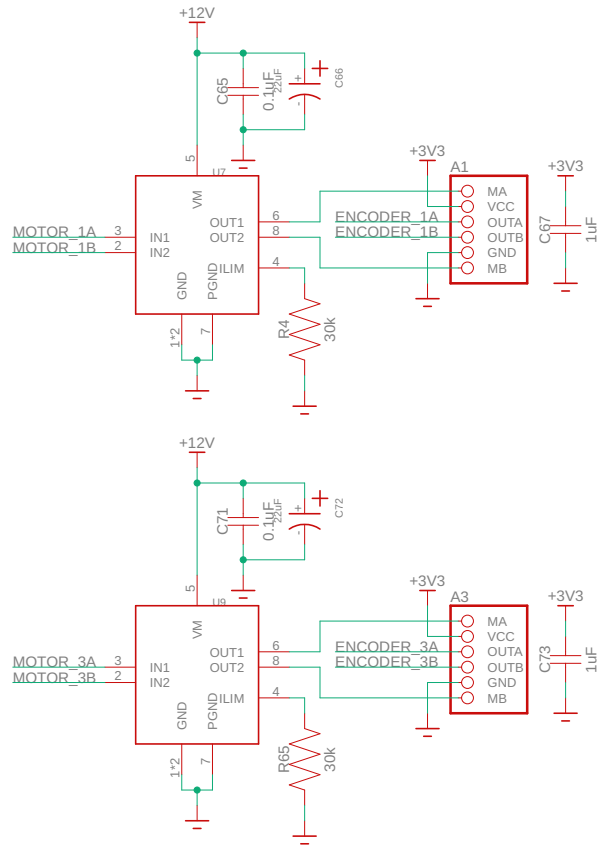 +12V
C65
0.1uF
22uF
+
-
C66
5
U7
VM
MOTOR_1A 3 IN1
MOTOR_1B 2 IN2
OUT1 6
OUT2 8
ILIM 4
GND
PGND
1*2
7
R4
30k
+3V3
A1
MA
VCC
ENCODER_1A OUTA
ENCODER_1B OUTB
GND
MB
+3V3
C67
1uF
+12V
C71
0.1uF
22uF
+
-
C72
5
U9
VM
MOTOR_3A 3 IN1
MOTOR_3B 2 IN2
OUT1 6
OUT2 8
ILIM 4
GND
PGND
1*2
7
R65
30k
+3V3
A3
MA
VCC
ENCODER_3A OUTA
ENCODER_3B OUTB
GND
MB
+3V3
C73
1uF